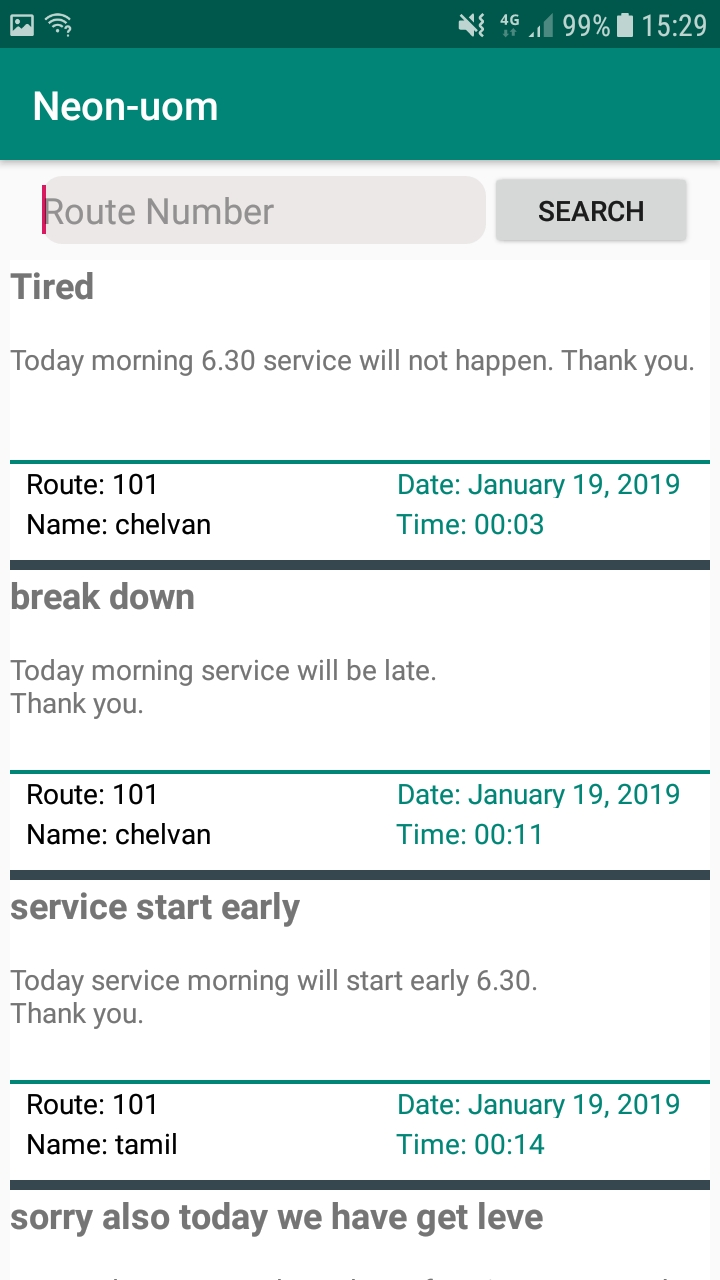 4G 99% 15:29
Neon-uom
Route Number SEARCH
Tired
Today morning 6.30 service will not happen. Thank you.
Route: 101 Date: January 19, 2019
Name: chelvan Time: 00:03
break down
Today morning service will be late.
Thank you.
Route: 101 Date: January 19, 2019
Name: chelvan Time: 00:11
service start early
Today service morning will start early 6.30.
Thank you.
Route: 101 Date: January 19, 2019
Name: tamil Time: 00:14
sorry also today we have get leve